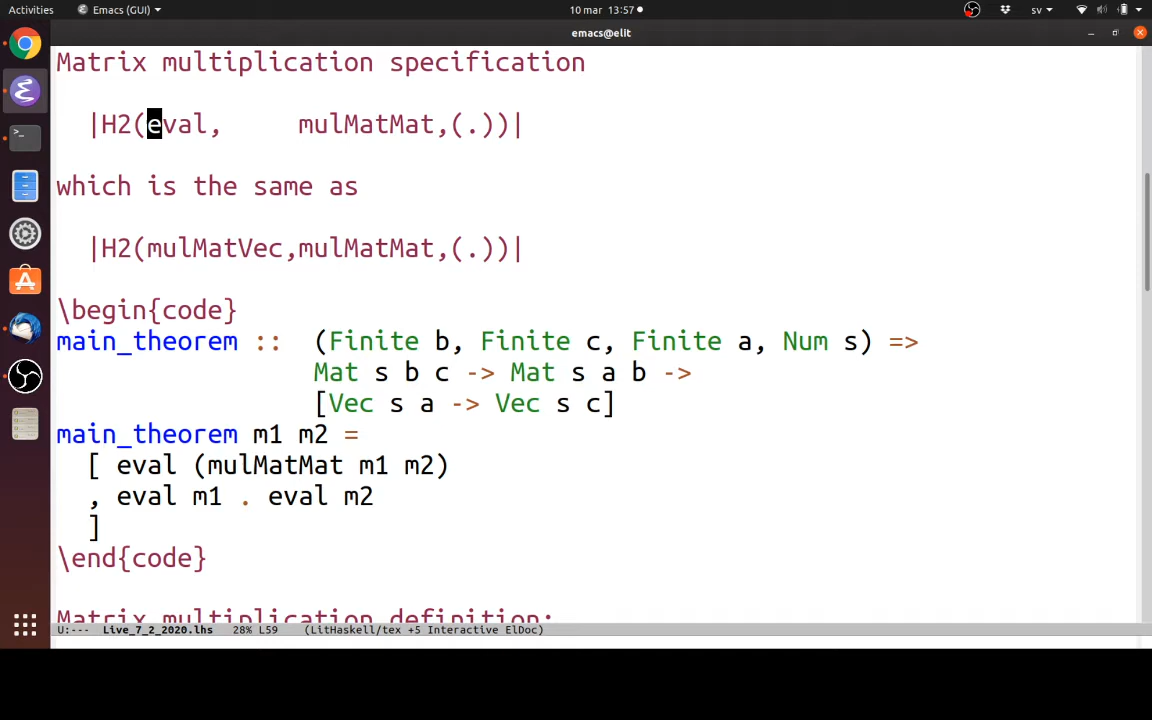 Activities Emacs (GUI) 10 mar 13:57 sv
emacs@elit
Matrix multiplication specification
|H2(eval,     mulMatMat,(.))|
which is the same as
|H2(mulMatVec,mulMatMat,(.))|
\begin{code}
main_theorem ::  (Finite b, Finite c, Finite a, Num s) =>
Mat s b c -> Mat s a b ->
[Vec s a -> Vec s c]
main_theorem m1 m2 =
[ eval (mulMatMat m1 m2)
, eval m1 . eval m2
]
\end{code}
Matrix multiplication definition:
U:---  Live_7_2_2020.lhs   28% L59   (LitHaskell/tex +5 Interactive ElDoc)